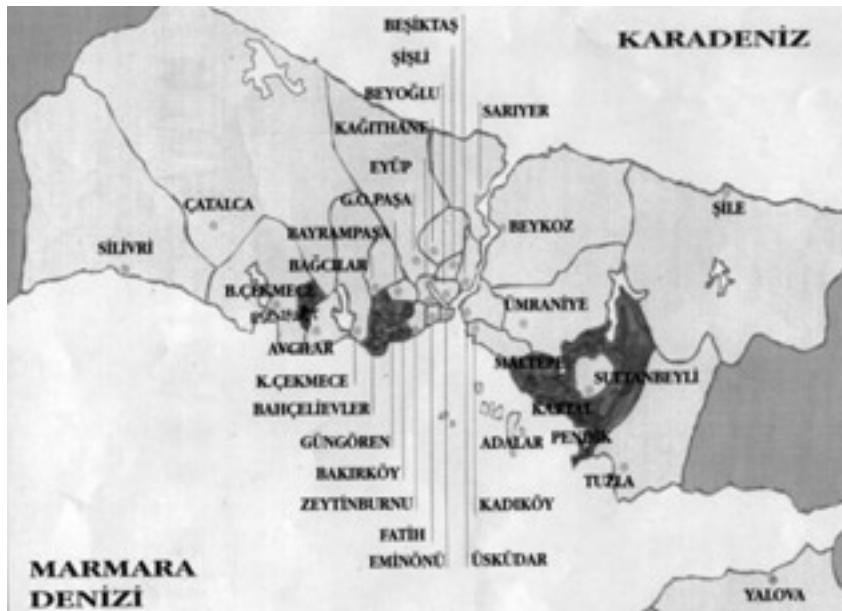 BEŞİKTAŞ
KARADENİZ
ŞİŞLİ
BEYOĞLU
SARIYER
KAĞITHANE
EYÜP
G.O.PAŞA
ÇATALCA
ŞİLE
BEYKOZ
BAYRAMPAŞA
SİLİVRİ
BAĞCILAR
B.ÇEKMECE
ÜMRANİYE
AVCILAR
MALTEPE
K.ÇEKMECE
SULTANBEYLİ
BAHÇELİEVLER
KARTAL
GÜNGÖREN
ADALAR
PENDİK
BAKIRKÖY
TUZLA
ZEYTİNBURNU
KADIKÖY
FATİH
EMİNÖNÜ
ÜSKÜDAR
MARMARA
DENİZİ
YALOVA